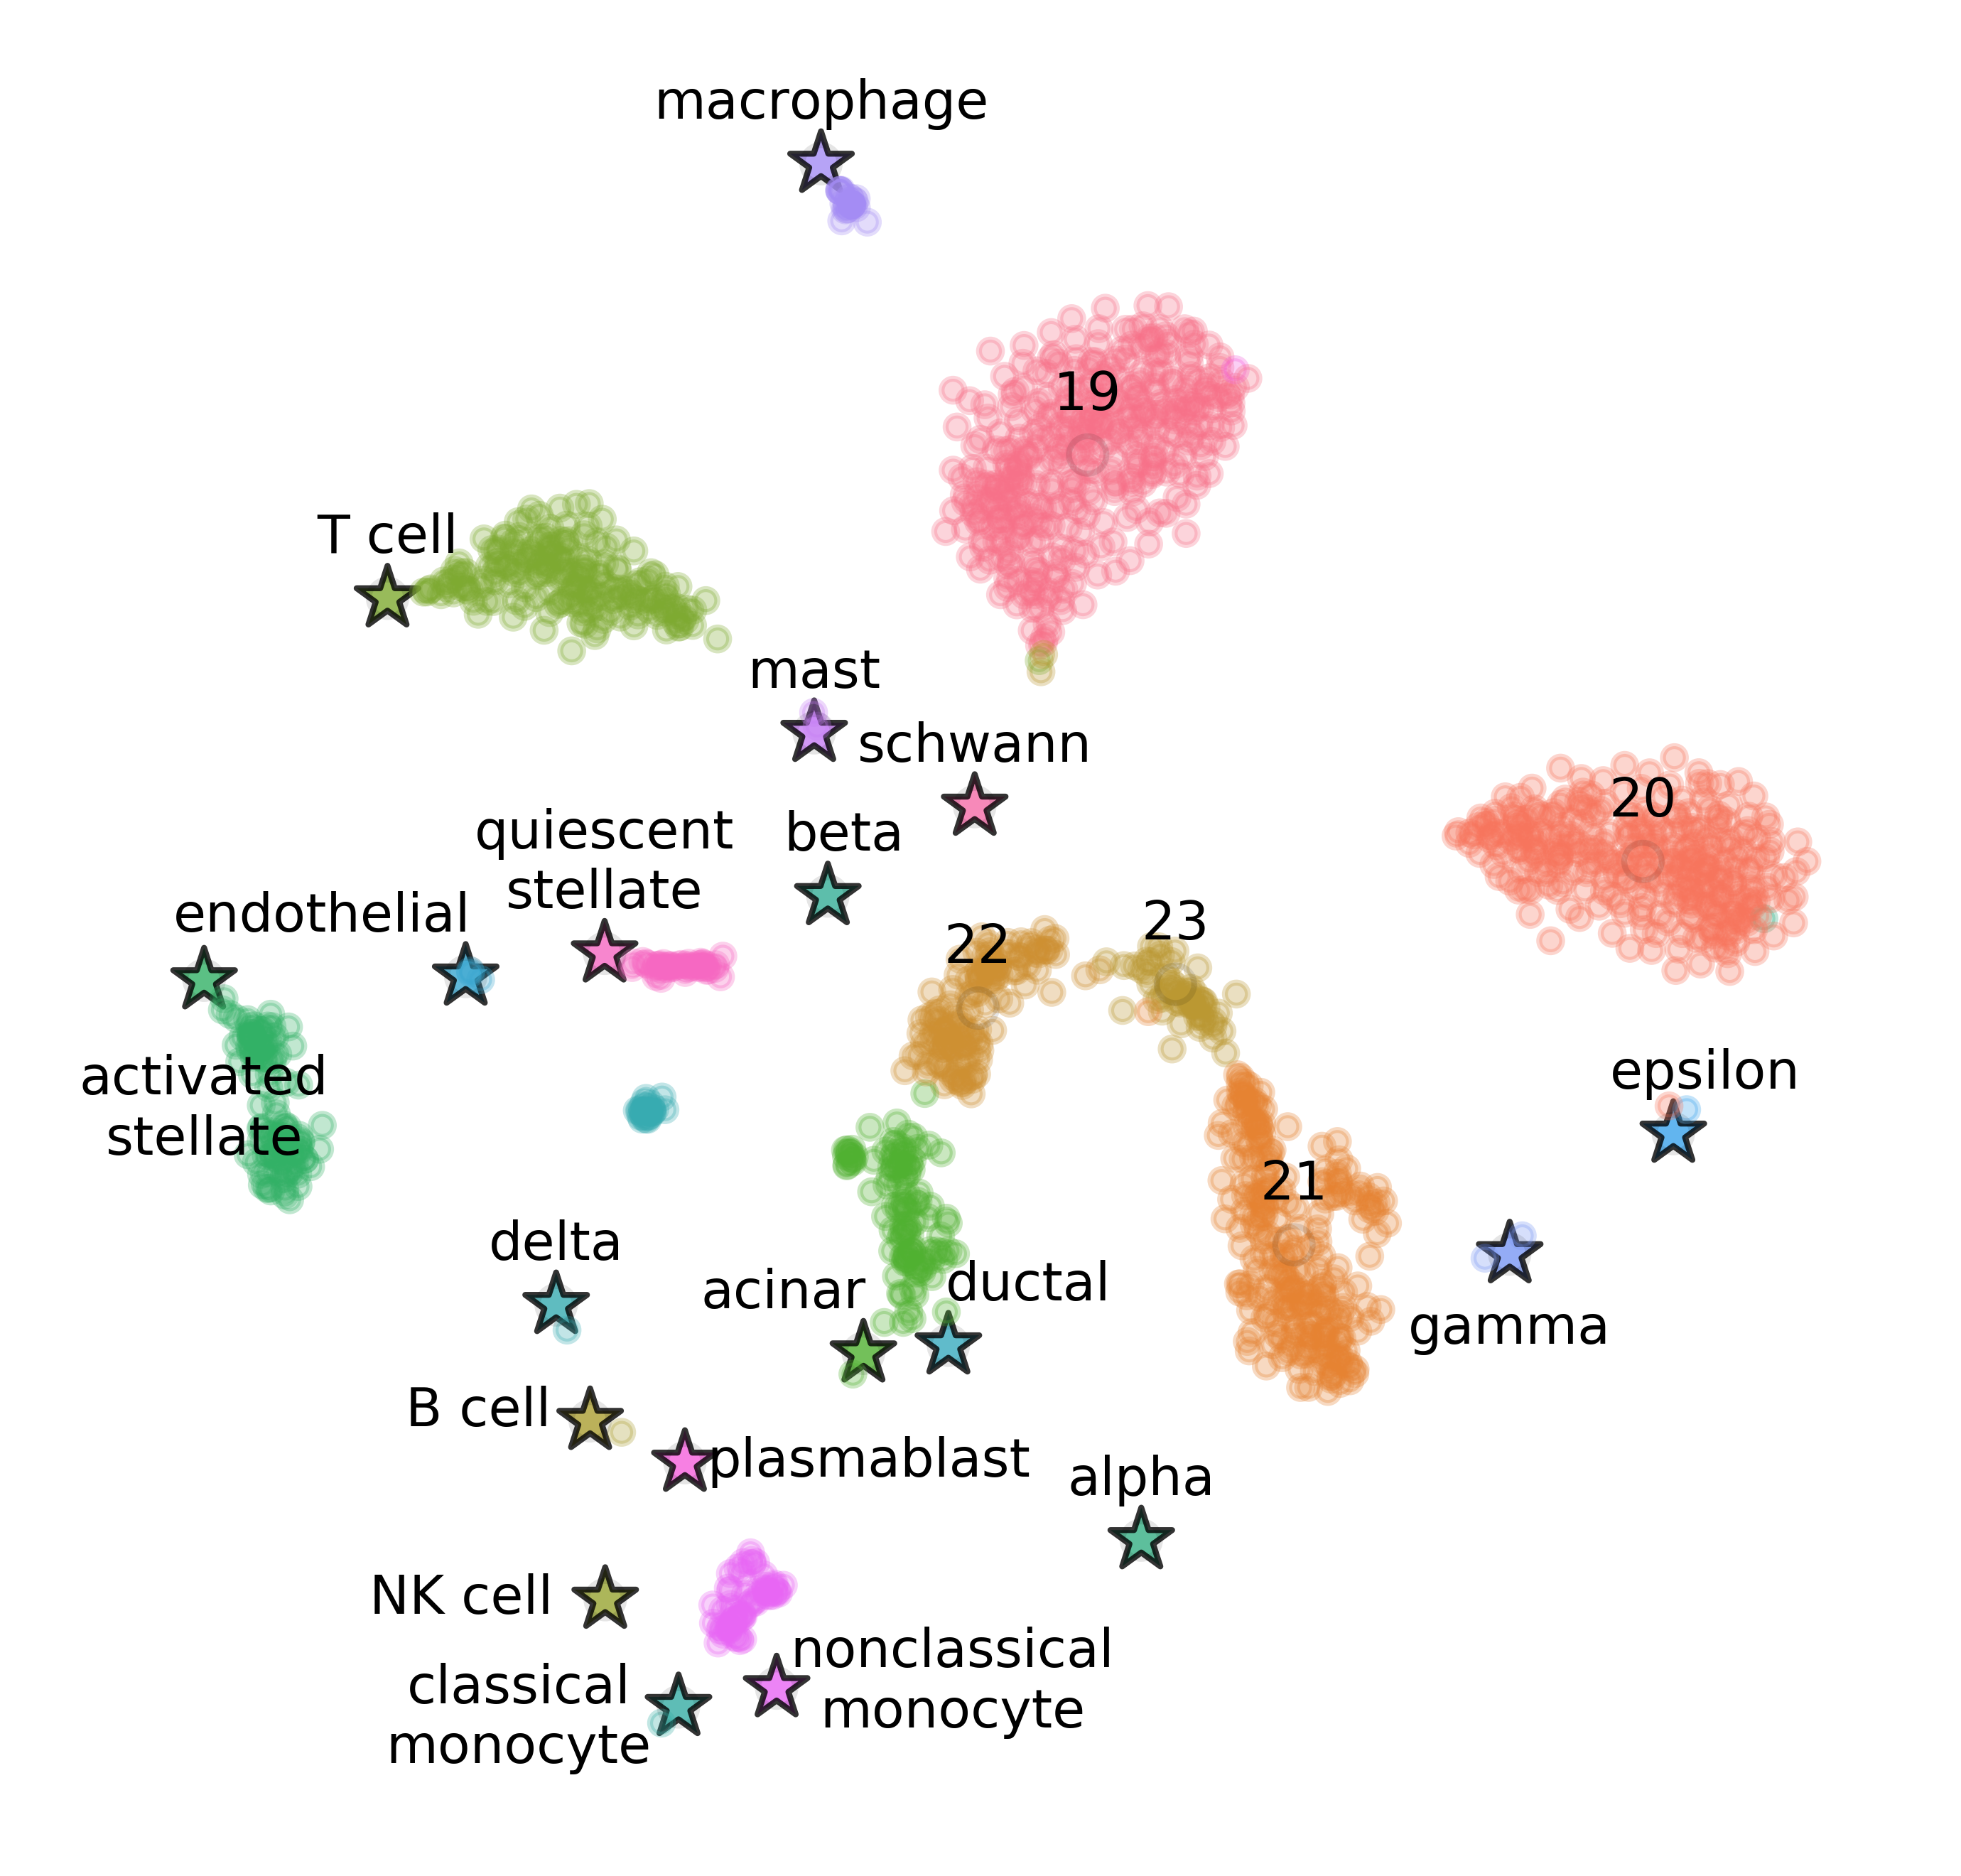 macrophage
19
T cell
mast
schwann
20
quiescent
stellate
beta
endothelial
22
23
activated
stellate
epsilon
21
delta
acinar
ductal
gamma
B cell
plasmablast
alpha
NK cell
nonclassical
monocyte
classical
monocyte